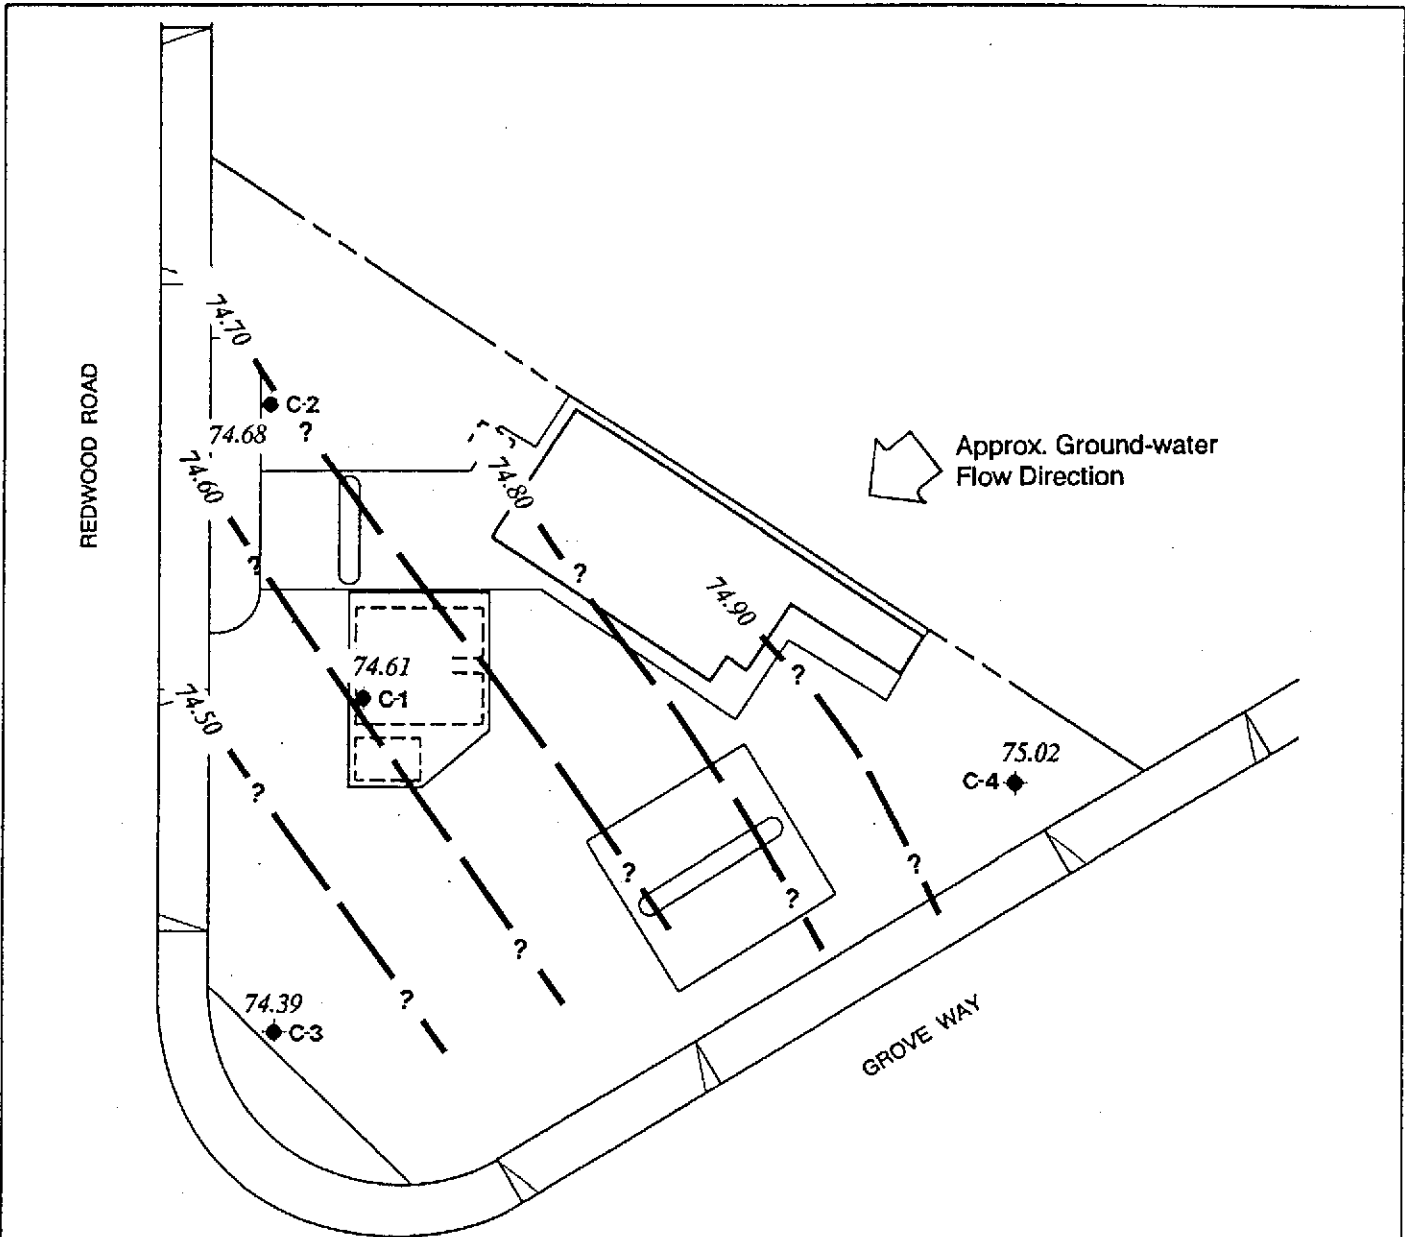 74.70
REDWOOD ROAD
C-2
74.68
?
74.60
74.80
Approx. Ground-water
Flow Direction
?
?
74.90
74.61
C-1
?
74.50
75.02
C-4
?
?
?
?
?
?
74.39
C-3
GROVE WAY